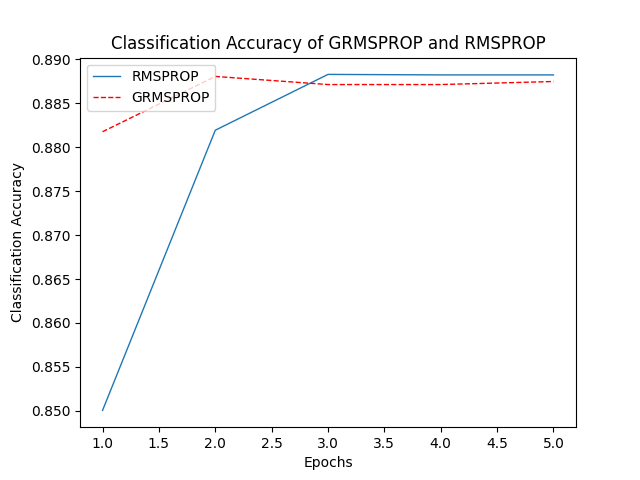 Classification Accuracy of GRMSPROP and RMSPROP
RMSPROP
GRMSPROP
Classification Accuracy
0.890
0.885
0.880
0.875
0.870
0.865
0.860
0.855
0.850
1.0 1.5 2.0 2.5 3.0 3.5 4.0 4.5 5.0
Epochs